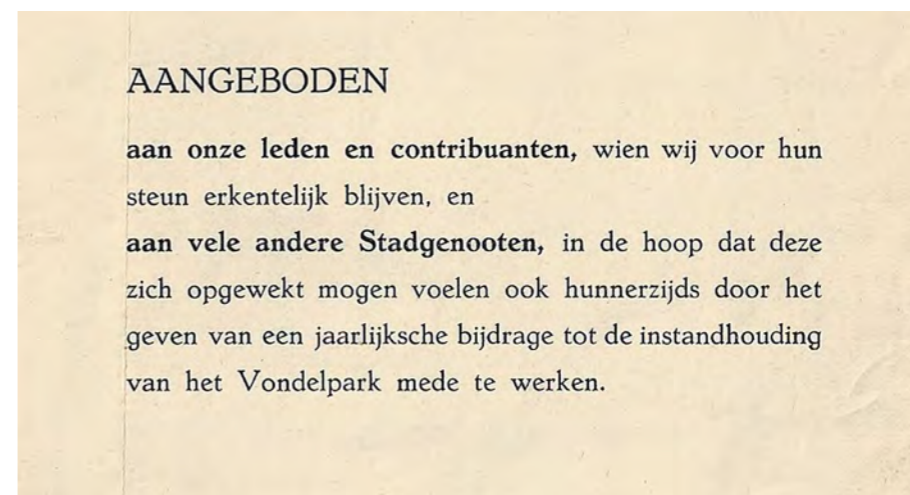 AANGEBODEN
aan onze leden en contribuanten, wien wij voor hun
steun erkentelijk blijven, en
aan vele andere Stadgenooten, in de hoop dat deze
zich opgewekt mogen voelen ook hunnerzijds door het
geven van een jaarlijksche bijdrage tot de instandhouding
van het Vondelpark mede te werken.